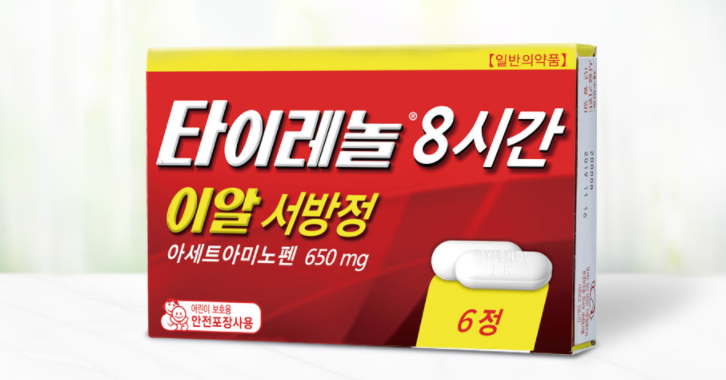 【일반의약품】
타이레놀® 8시간
이알 서방정
아세트아미노펜 650 mg
6정
어린이 보호용
안전포장사용